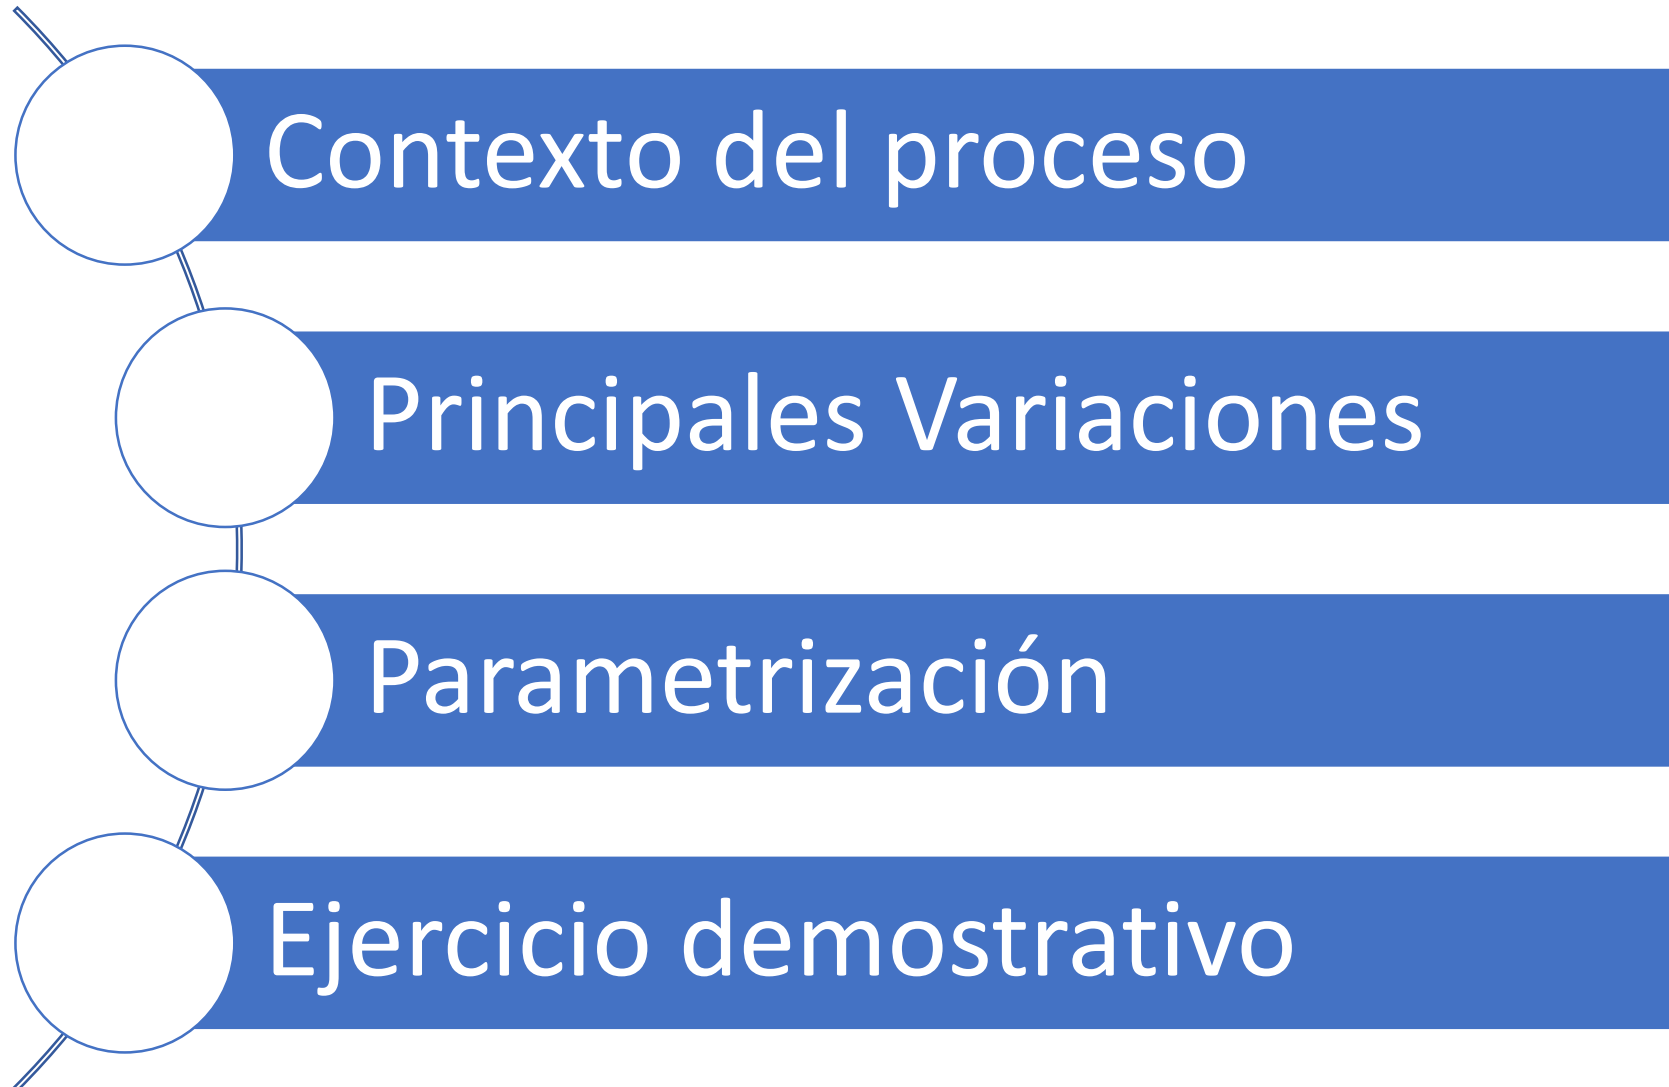 Contexto del proceso
Principales Variaciones
Parametrización
Ejercicio demostrativo